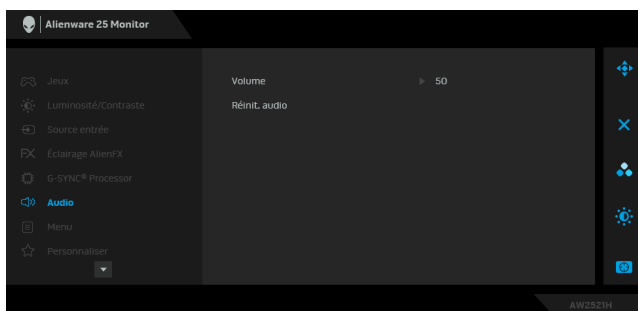 Alienware 25 Monitor
Jeux
Luminosité/Contraste
Source entrée
FX Éclairage AlienFX
G-SYNC® Processor
Audio
Menu
Personnaliser
Volume 50
Réinit. audio
AW2521H